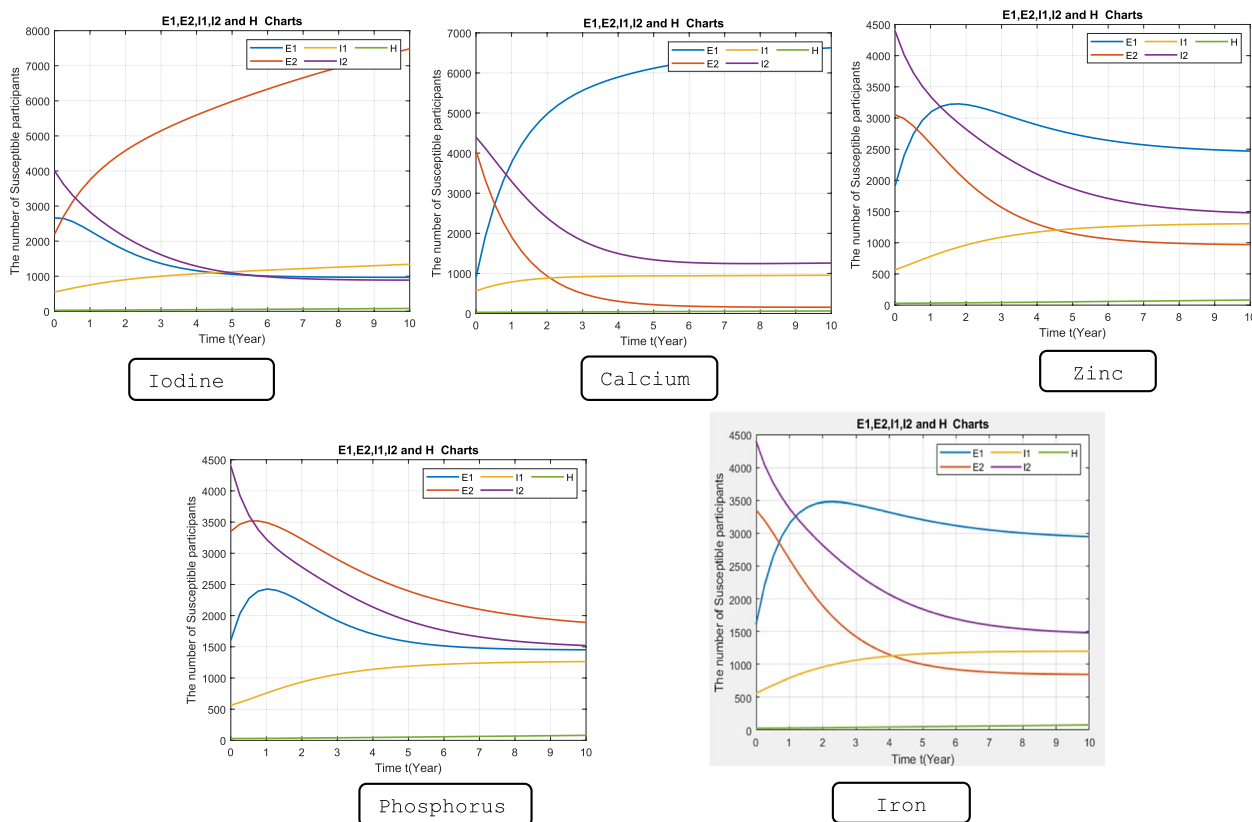 E1,E2,I1,I2 and H  Charts
The number of Susceptible participants
8000
7000
6000
5000
4000
3000
2000
1000
0
E1 I1 H
E2 I2
0 1 2 3 4 5 6 7 8 9 10
Time t(Year)
Iodine
E1,E2,I1,I2 and H  Charts
The number of Susceptible participants
7000
6000
5000
4000
3000
2000
1000
0
E1 I1 H
E2 I2
0 1 2 3 4 5 6 7 8 9 10
Time t(Year)
Calcium
E1,E2,I1,I2 and H  Charts
The number of Susceptible participants
4500
4000
3500
3000
2500
2000
1500
1000
500
0
E1 I1 H
E2 I2
0 1 2 3 4 5 6 7 8 9 10
Time t(Year)
Zinc
E1,E2,I1,I2 and H  Charts
The number of Susceptible participants
4500
4000
3500
3000
2500
2000
1500
1000
500
0
E1 I1 H
E2 I2
0 1 2 3 4 5 6 7 8 9 10
Time t(Year)
Phosphorus
E1,E2,I1,I2 and H  Charts
The number of Susceptible participants
4500
4000
3500
3000
2500
2000
1500
1000
500
0
E1 I1 H
E2 I2
0 1 2 3 4 5 6 7 8 9 10
Time t(Year)
Iron